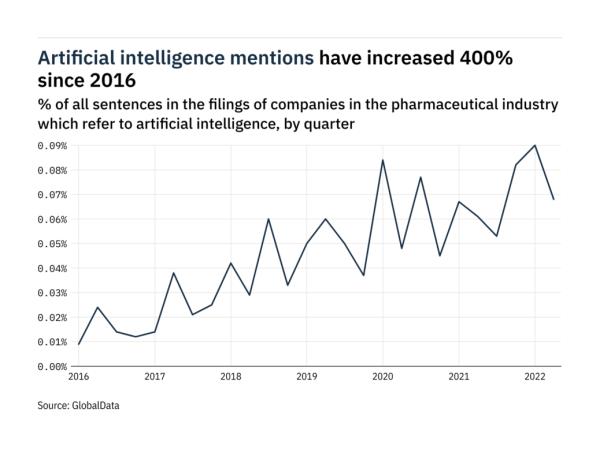 Artificial intelligence mentions have increased 400%
since 2016
% of all sentences in the filings of companies in the pharmaceutical industry
which refer to artificial intelligence, by quarter
0.09%
0.08%
0.07%
0.06%
0.05%
0.04%
0.03%
0.02%
0.01%
0.00%
2016 2017 2018 2019 2020 2021 2022
Source: GlobalData